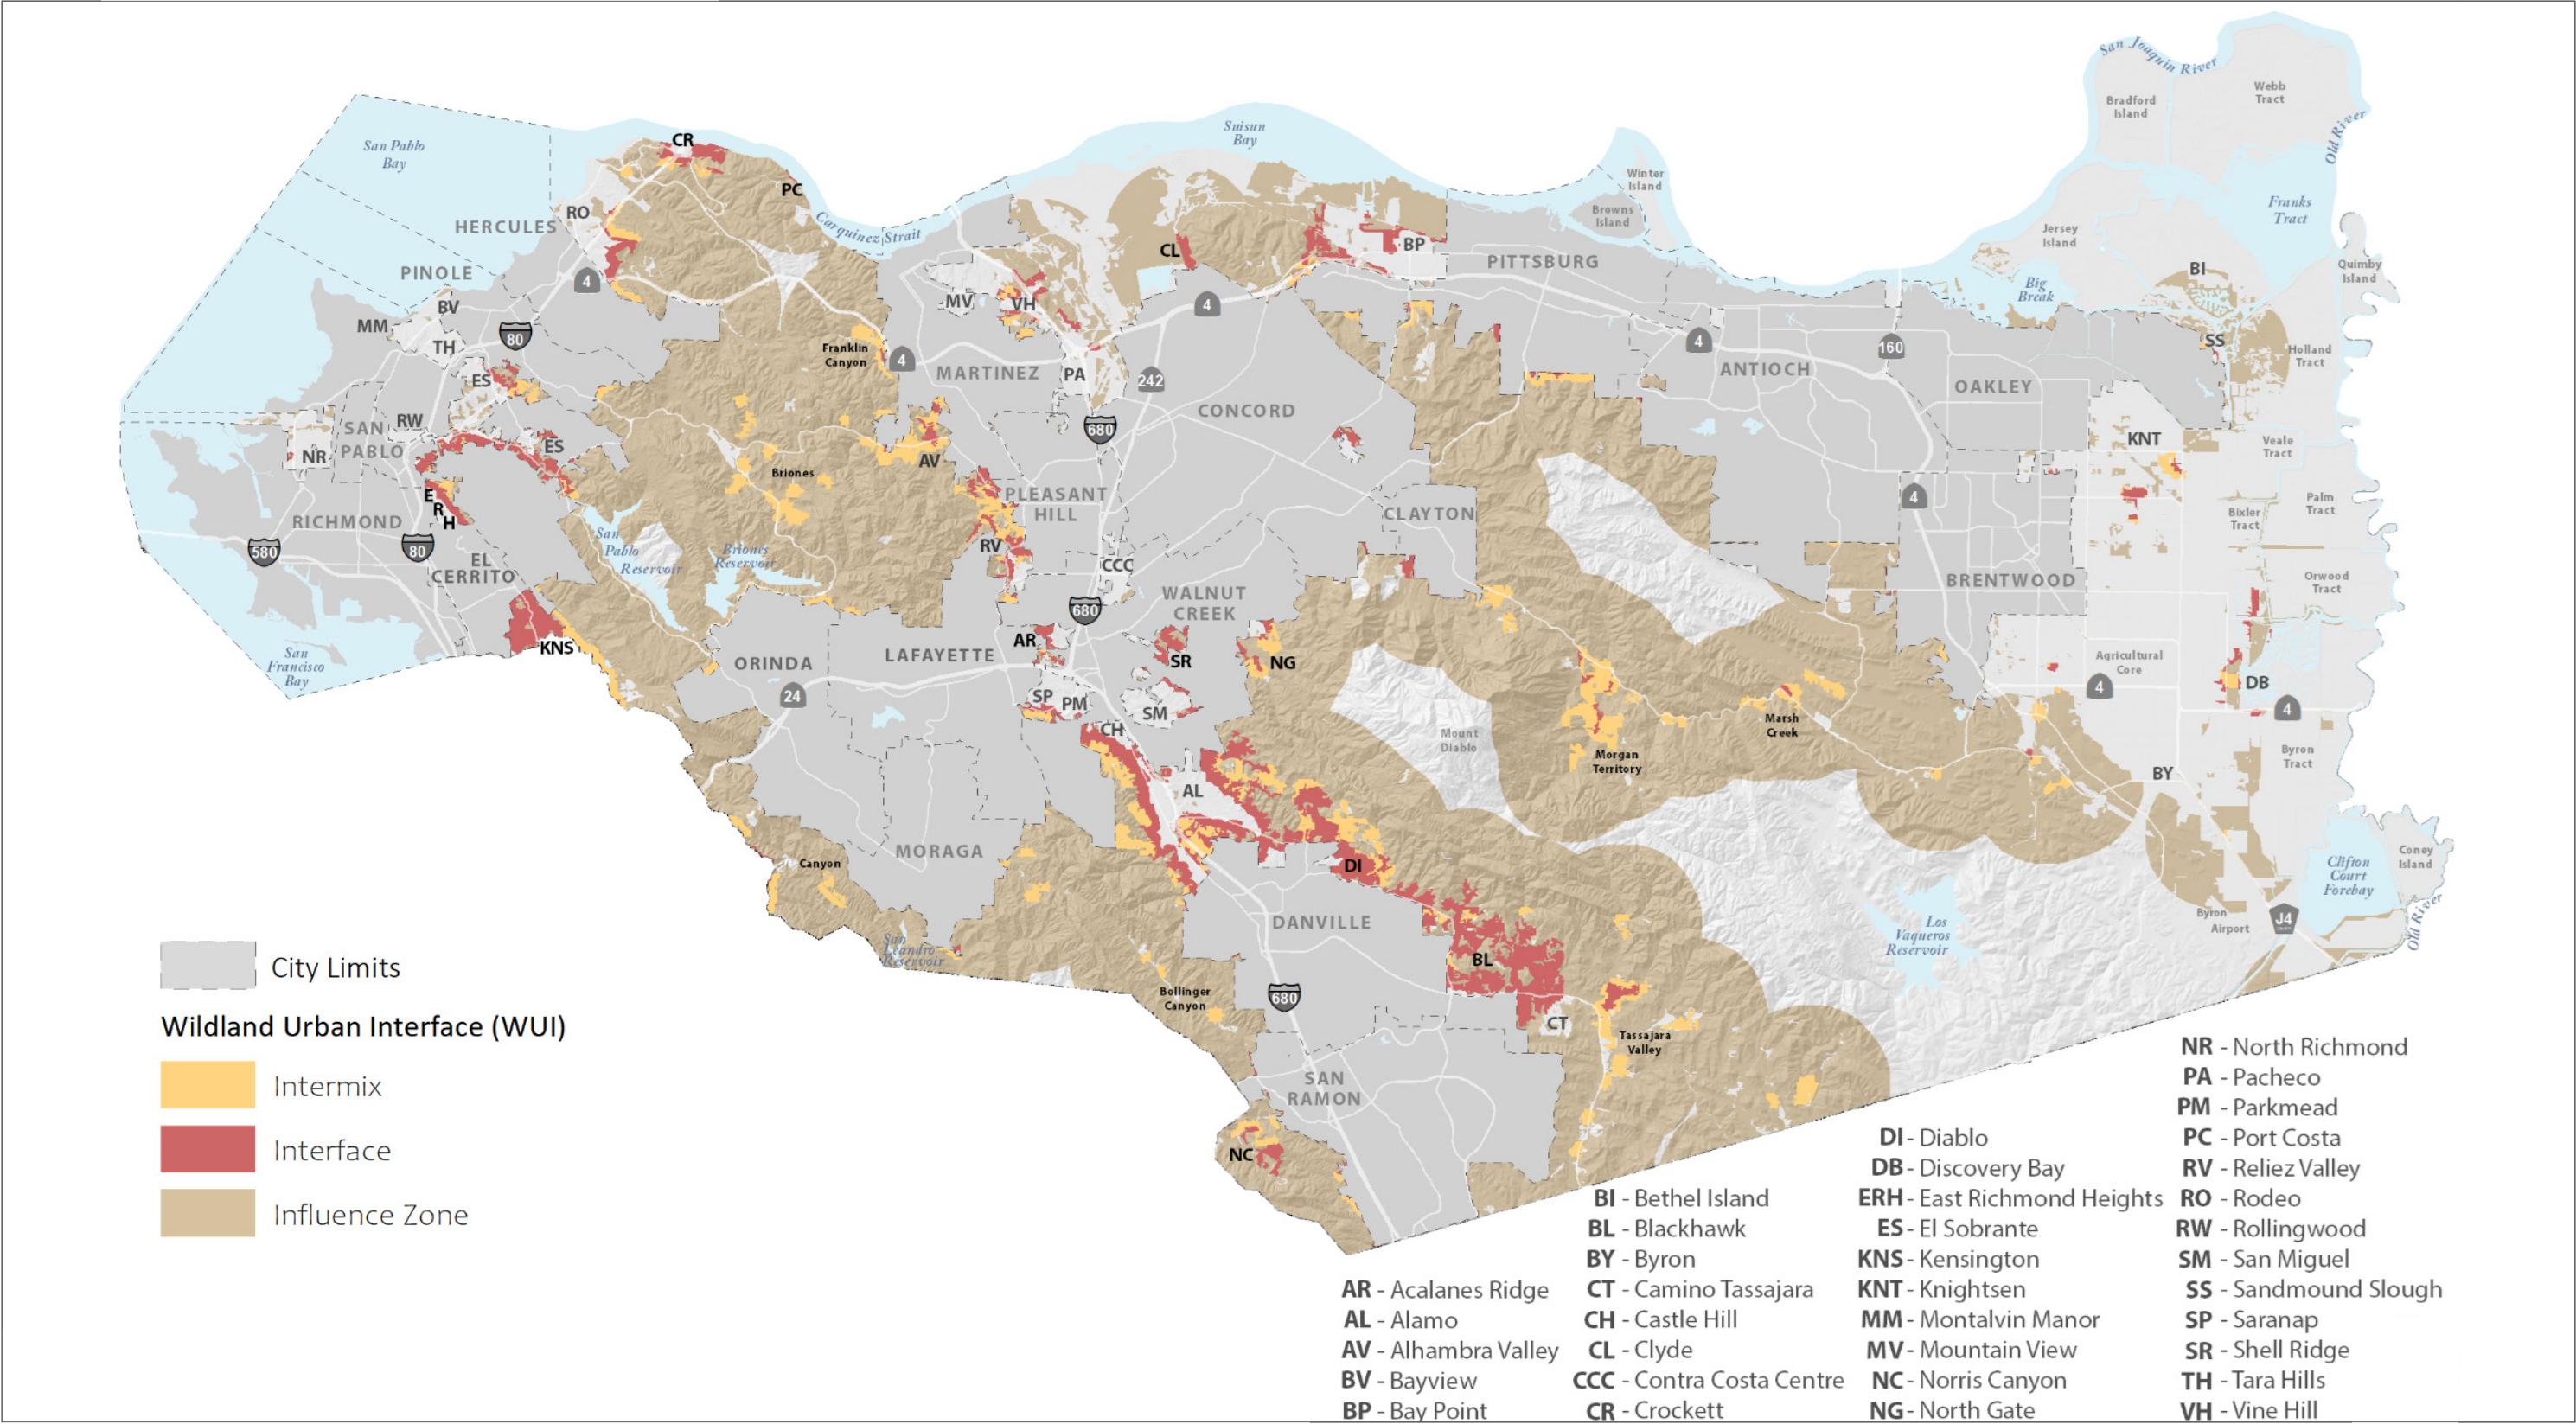 San Joaquin River
Webb
Tract
Bradford
Island
Old River
San Pablo
Bay
CR
Suisun
Bay
PC
Winter
Island
Browns
Island
Franks
Tract
RO
HERCULES
Carquinez Strait
CL
BP
PITTSBURG
Jersey
Island
BI
Quimby
Island
PINOLE
4
BV
MV
VH
4
Big
Break
MM
80
TH
Franklin
Canyon
4
MARTINEZ
PA
242
4
ANTIOCH
160
OAKLEY
SS
Holland
Tract
ES
RW
SAN
PABLO
CONCORD
680
KNT
Veale
Tract
NR
ES
Briones
AV
E
R
H
RICHMOND
PLEASANT
HILL
CLAYTON
4
Bixler
Tract
Palm
Tract
580
80
San
Pablo
Reservoir
Briones
Reservoir
RV
EL
CERRITO
CCC
BRENTWOOD
Orwood
Tract
680
WALNUT
CREEK
KNS
San
Francisco
Bay
AR
ORINDA
LAFAYETTE
SR
NG
Agricultural
Core
4
DB
4
24
SP
PM
SM
CH
Mount
Diablo
Marsh
Creek
Morgan
Territory
Byron
Tract
BY
AL
MORAGA
Canyon
DI
Clifton
Court
Forebay
Coney
Island
DANVILLE
Byron
Airport
J4
Old River
San
Leandro
Reservoir
BL
Los
Vaqueros
Reservoir
Bollinger
Canyon
680
CT
Tassajara
Valley
SAN
RAMON
NC
City Limits
Wildland Urban Interface (WUI)
Intermix
Interface
Influence Zone
AR - Acalanes Ridge
AL - Alamo
AV - Alhambra Valley
BV - Bayview
BP - Bay Point
BI - Bethel Island
BL - Blackhawk
BY - Byron
CT - Camino Tassajara
CH - Castle Hill
CL - Clyde
CCC - Contra Costa Centre
CR - Crockett
DI - Diablo
DB - Discovery Bay
ERH - East Richmond Heights
ES - El Sobrante
KNS - Kensington
KNT - Knightsen
MM - Montalvin Manor
MV - Mountain View
NC - Norris Canyon
NG - North Gate
NR - North Richmond
PA - Pacheco
PM - Parkmead
PC - Port Costa
RV - Reliez Valley
RO - Rodeo
RW - Rollingwood
SM - San Miguel
SS - Sandmound Slough
SP - Saranap
SR - Shell Ridge
TH - Tara Hills
VH - Vine Hill